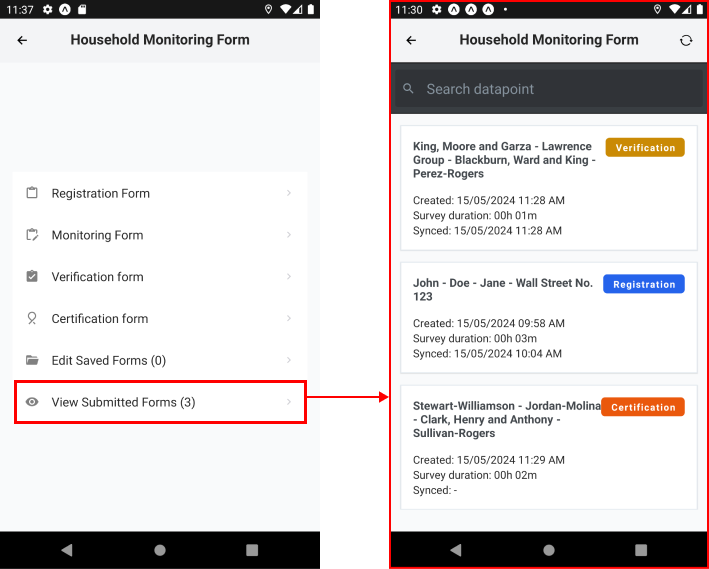 11:37
Household Monitoring Form
Registration Form
Monitoring Form
Verification form
Certification form
Edit Saved Forms (0)
View Submitted Forms (3)
11:30
Household Monitoring Form
Search datapoint
King, Moore and Garza - Lawrence
Group - Blackburn, Ward and King -
Perez-Rogers
Verification
Created: 15/05/2024 11:28 AM
Survey duration: 00h 01m
Synced: 15/05/2024 11:28 AM
John - Doe - Jane - Wall Street No.
123
Registration
Created: 15/05/2024 09:58 AM
Survey duration: 00h 03m
Synced: 15/05/2024 10:04 AM
Stewart-Williamson - Jordan-Molina
- Clark, Henry and Anthony -
Sullivan-Rogers
Certification
Created: 15/05/2024 11:29 AM
Survey duration: 00h 02m
Synced: -